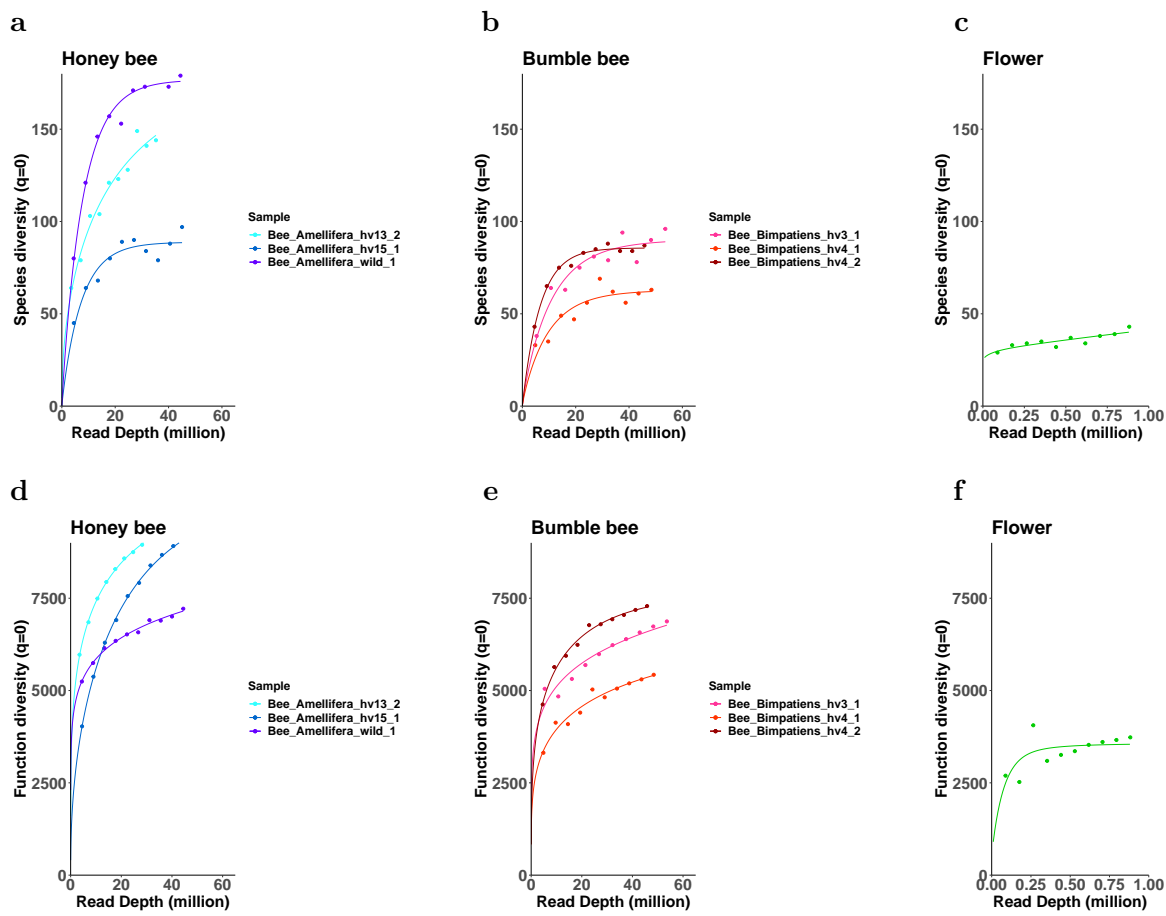 a
Honey bee
Species diversity (q=0)
150
100
50
0
0 20 40 60
Read Depth (million)
Sample
Bee_Amellifera_hv13_2
Bee_Amellifera_hv15_1
Bee_Amellifera_wild_1
b
Bumble bee
Species diversity (q=0)
150
100
50
0
0 20 40 60
Read Depth (million)
Sample
Bee_Bimpatiens_hv3_1
Bee_Bimpatiens_hv4_1
Bee_Bimpatiens_hv4_2
c
Flower
Species diversity (q=0)
150
100
50
0
0.00 0.25 0.50 0.75 1.00
Read Depth (million)
d
Honey bee
Function diversity (q=0)
7500
5000
2500
0
0 20 40 60
Read Depth (million)
Sample
Bee_Amellifera_hv13_2
Bee_Amellifera_hv15_1
Bee_Amellifera_wild_1
e
Bumble bee
Function diversity (q=0)
7500
5000
2500
0
0 20 40 60
Read Depth (million)
Sample
Bee_Bimpatiens_hv3_1
Bee_Bimpatiens_hv4_1
Bee_Bimpatiens_hv4_2
f
Flower
Function diversity (q=0)
7500
5000
2500
0
0.00 0.25 0.50 0.75 1.00
Read Depth (million)